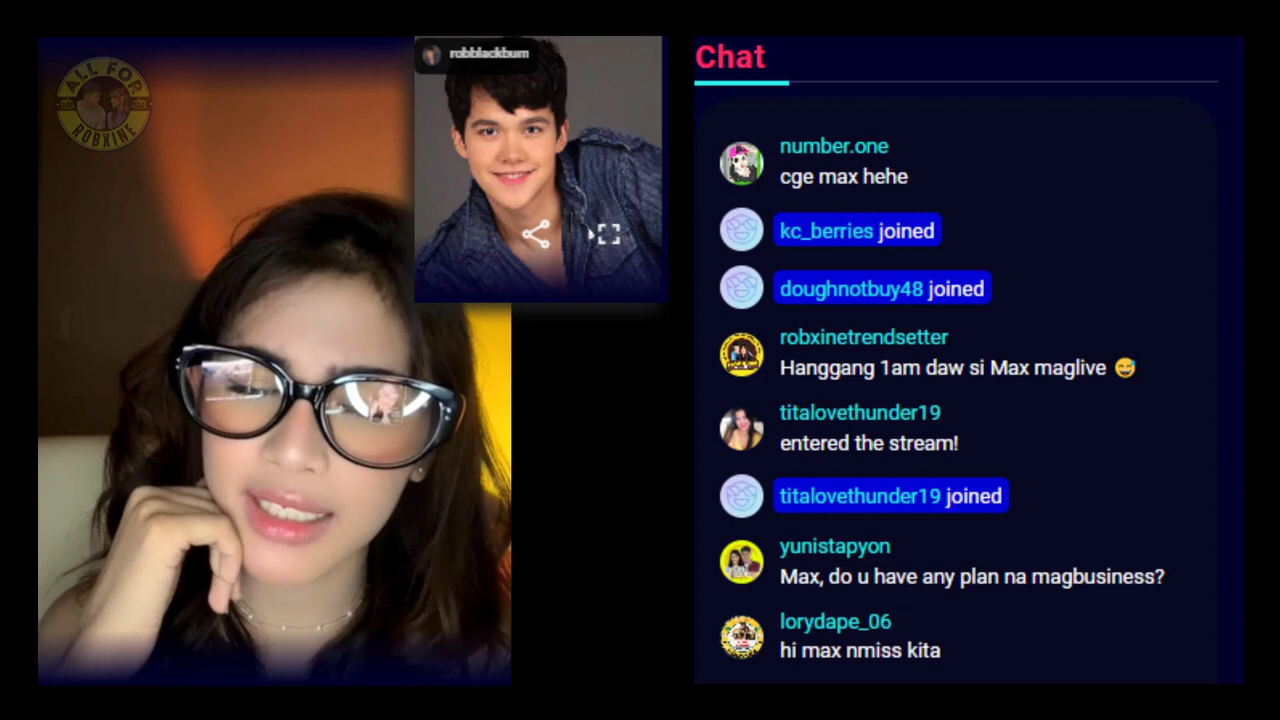 ALL FOR
ROBXINE
robblackburn
Chat
number.one
cge max hehe
kc_berries joined
doughnotbuy48 joined
robxinetrendsetter
Hanggang 1am daw si Max maglive 😅
titalovethunder19
entered the stream!
titalovethunder19 joined
yunistapyon
Max, do u have any plan na magbusiness?
lorydape_06
hi max nmiss kita